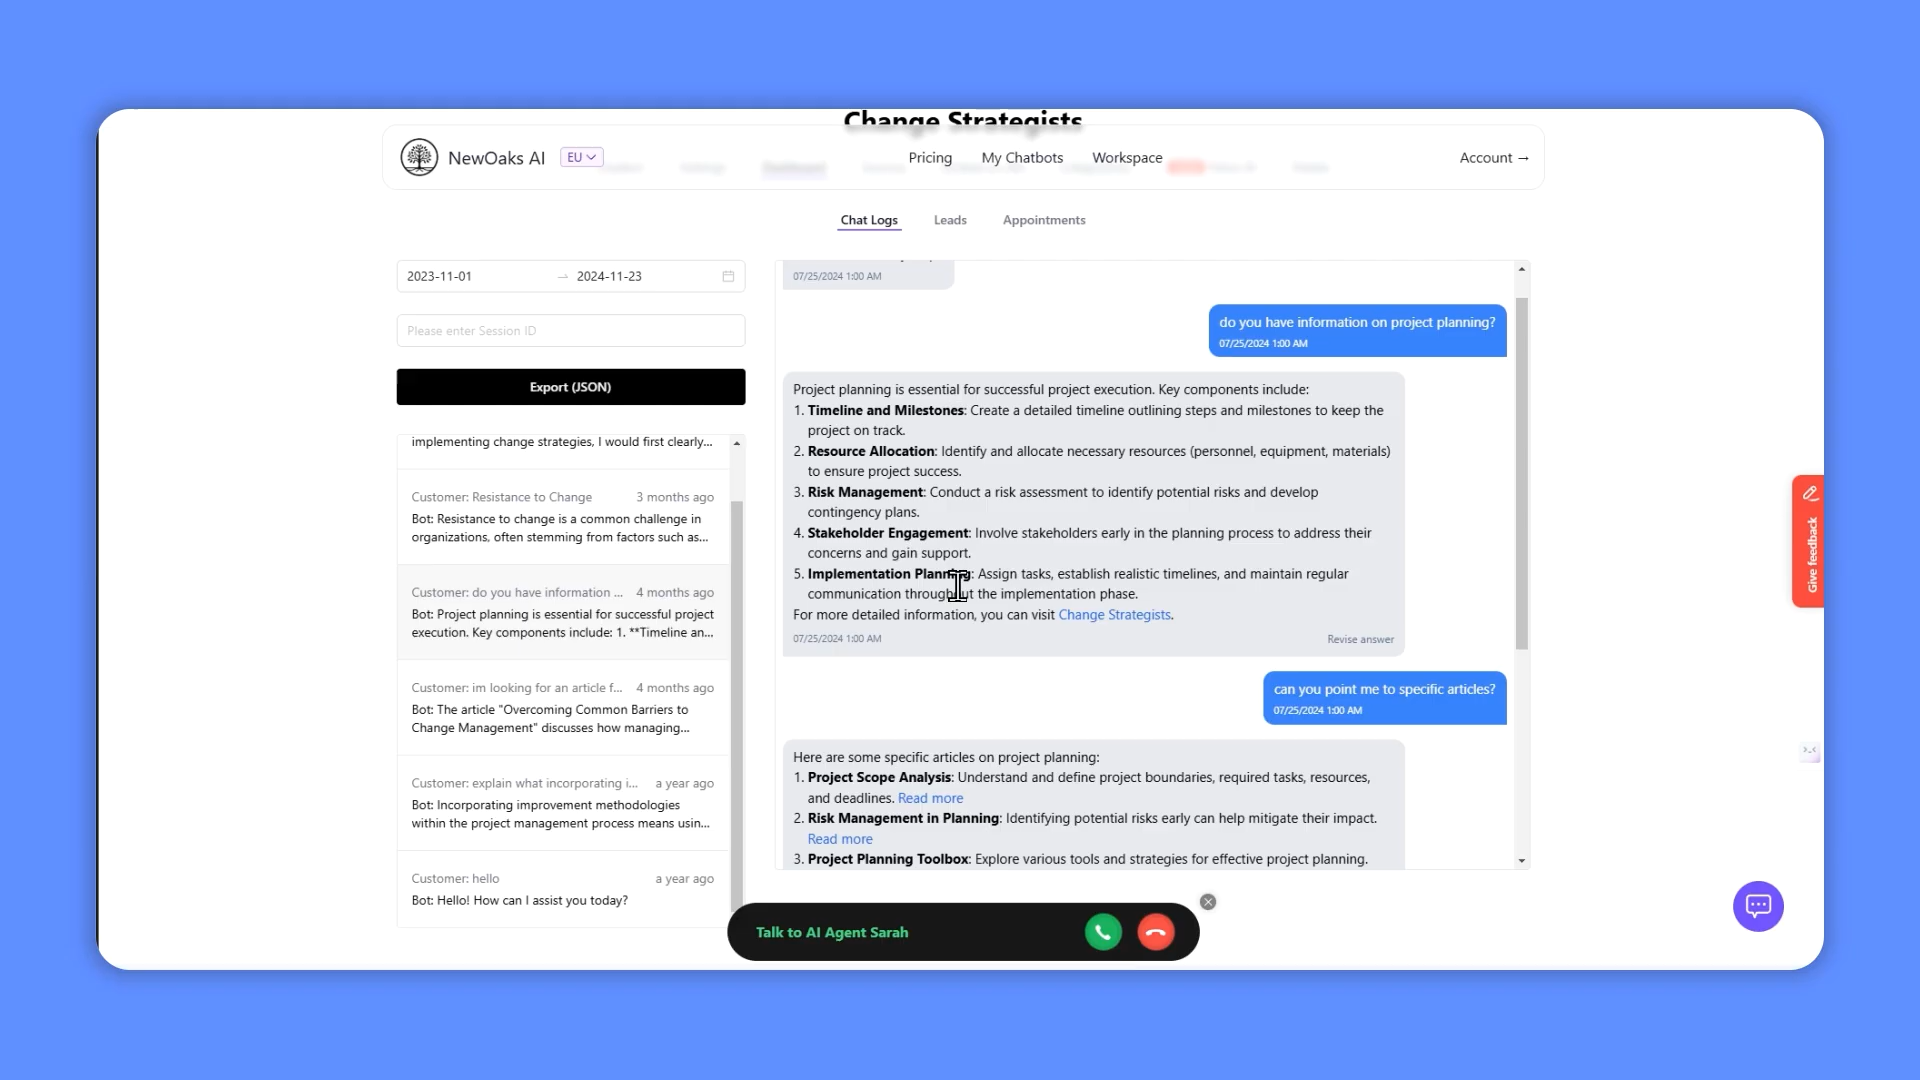 Change Strategists
NewOaks AI
EU
Pricing
My Chatbots
Workspace
Account →
Chat Logs
Leads
Appointments
2023-11-01 → 2024-11-23
Please enter Session ID
Export (JSON)
implementing change strategies, I would first clearly...
Customer: Resistance to Change 3 months ago
Bot: Resistance to change is a common challenge in
organizations, often stemming from factors such as...
Customer: do you have information ... 4 months ago
Bot: Project planning is essential for successful project
execution. Key components include: 1. **Timeline an...
Customer: im looking for an article f... 4 months ago
Bot: The article "Overcoming Common Barriers to
Change Management" discusses how managing...
Customer: explain what incorporating i... a year ago
Bot: Incorporating improvement methodologies
within the project management process means usin...
Customer: hello a year ago
Bot: Hello! How can I assist you today?
07/25/2024 1:00 AM
do you have information on project planning?
07/25/2024 1:00 AM
Project planning is essential for successful project execution. Key components include:
1. Timeline and Milestones: Create a detailed timeline outlining steps and milestones to keep the
project on track.
2. Resource Allocation: Identify and allocate necessary resources (personnel, equipment, materials)
to ensure project success.
3. Risk Management: Conduct a risk assessment to identify potential risks and develop
contingency plans.
4. Stakeholder Engagement: Involve stakeholders early in the planning process to address their
concerns and gain support.
5. Implementation Planning: Assign tasks, establish realistic timelines, and maintain regular
communication throughout the implementation phase.
For more detailed information, you can visit Change Strategists.
07/25/2024 1:00 AM
Revise answer
can you point me to specific articles?
07/25/2024 1:00 AM
Here are some specific articles on project planning:
1. Project Scope Analysis: Understand and define project boundaries, required tasks, resources,
and deadlines. Read more
2. Risk Management in Planning: Identifying potential risks early can help mitigate their impact.
Read more
3. Project Planning Toolbox: Explore various tools and strategies for effective project planning.
Talk to AI Agent Sarah
Give feedback